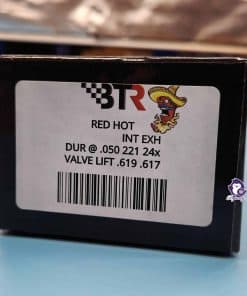 BTR
RED HOT
INT EXH
DUR @ .050 221 24x
VALVE LIFT .619 .617